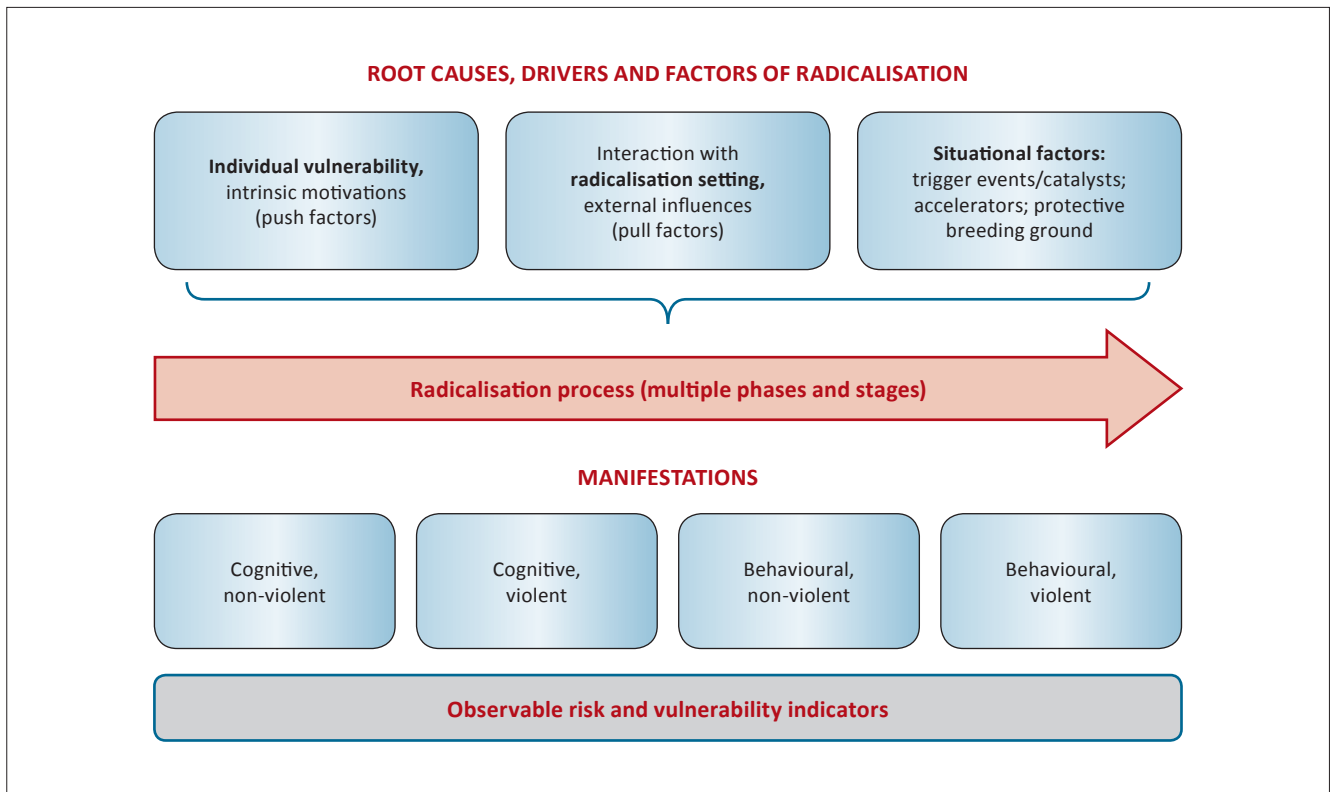 ROOT CAUSES, DRIVERS AND FACTORS OF RADICALISATION
Individual vulnerability,
intrinsic motivations
(push factors)
Interaction with
radicalisation setting,
external influences
(pull factors)
Situational factors:
trigger events/catalysts;
accelerators; protective
breeding ground
Radicalisation process (multiple phases and stages)
MANIFESTATIONS
Cognitive,
non-violent
Cognitive,
violent
Behavioural,
non-violent
Behavioural,
violent
Observable risk and vulnerability indicators